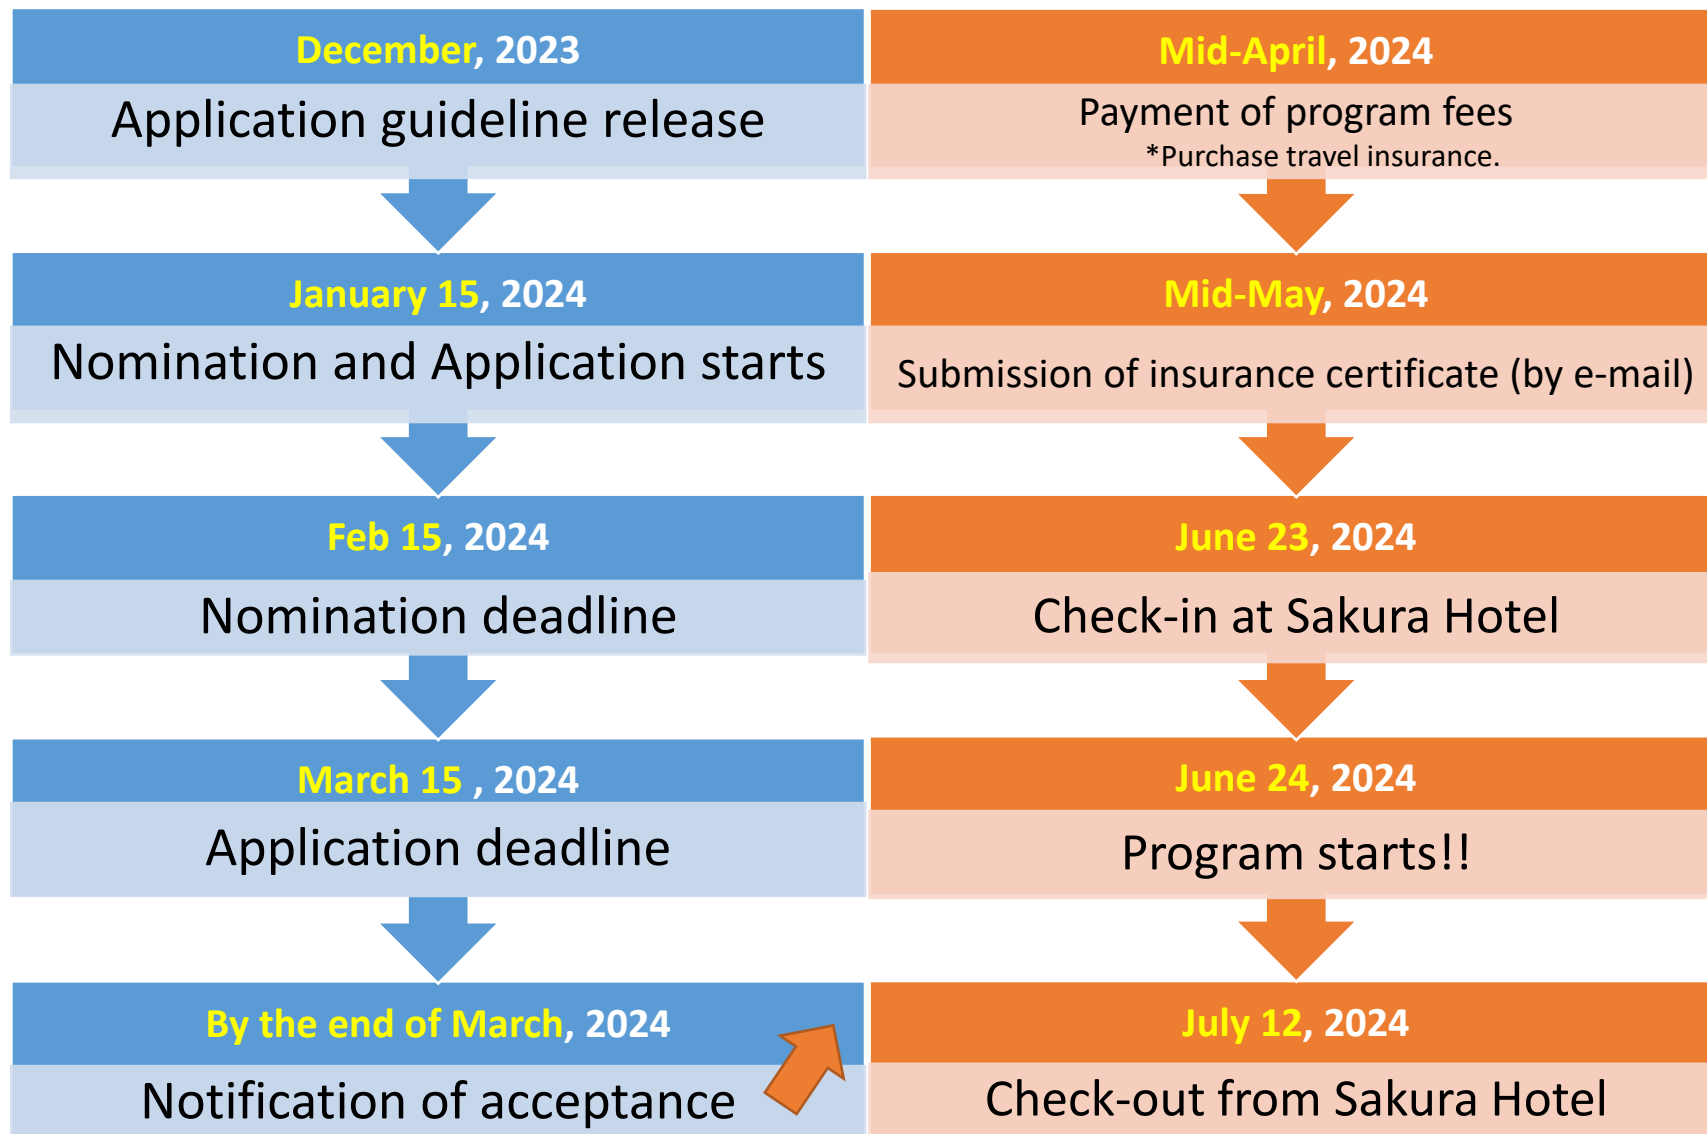 December, 2023
Application guideline release
January 15, 2024
Nomination and Application starts
Feb 15, 2024
Nomination deadline
March 15 , 2024
Application deadline
By the end of March, 2024
Notification of acceptance
Mid-April, 2024
Payment of program fees
*Purchase travel insurance.
Mid-May, 2024
Submission of insurance certificate (by e-mail)
June 23, 2024
Check-in at Sakura Hotel
June 24, 2024
Program starts!!
July 12, 2024
Check-out from Sakura Hotel